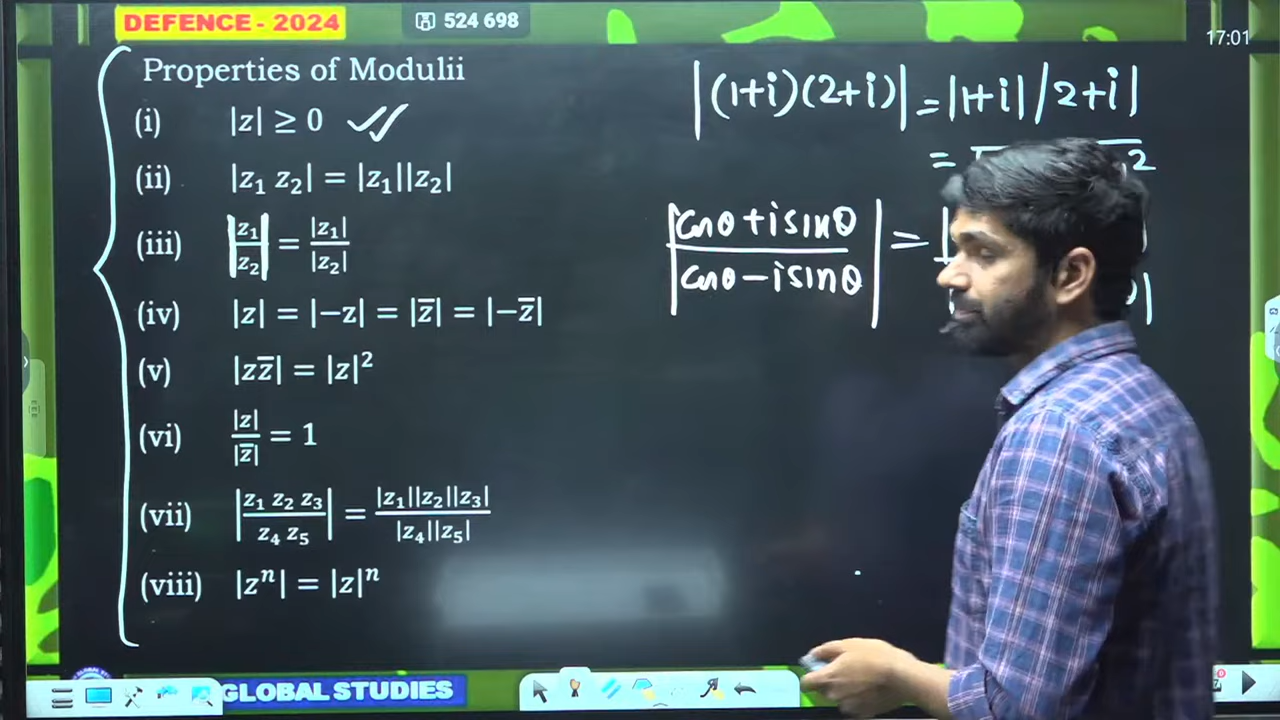 DEFENCE - 2024
524 698
17:01
Properties of Modulii
(i) |z| ≥ 0
(ii) |z₁ z₂| = |z₁||z₂|
(iii) |z₁/z₂| = |z₁|/|z₂|
(iv) |z| = |−z| = |z̅| = |−z̅|
(v) |zz̅| = |z|²
(vi) |z|/|z̅| = 1
(vii) |z₁ z₂ z₃/z₄ z₅| = |z₁||z₂||z₃|/|z₄||z₅|
(viii) |zⁿ| = |z|ⁿ
|(1+i)(2+i)| = |1+i| |2+i|
=
|cosθ + i sinθ / cosθ − i sinθ| =
GLOBAL STUDIES